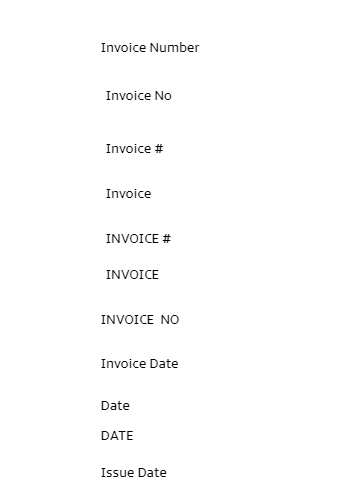 Invoice Number
Invoice No
Invoice #
Invoice
INVOICE #
INVOICE
INVOICE  NO
Invoice Date
Date
DATE
Issue Date